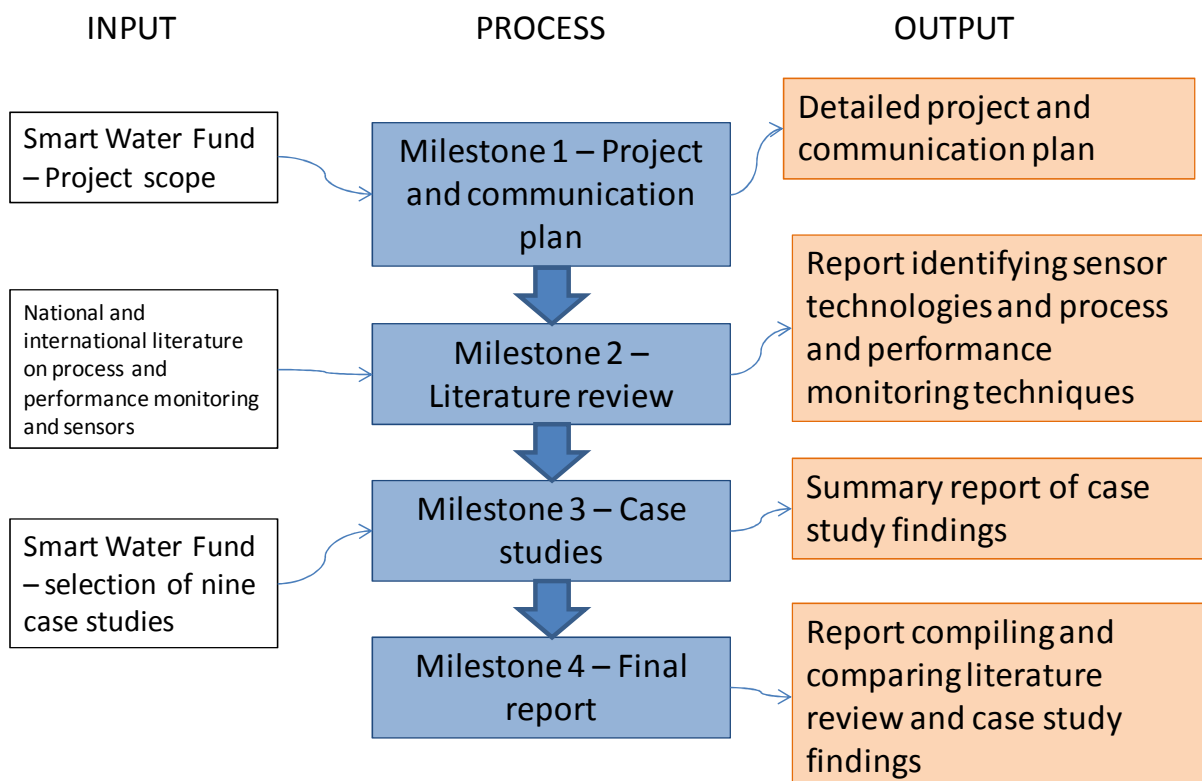 INPUT
PROCESS
OUTPUT
Smart Water Fund
– Project scope
Milestone 1 – Project
and communication
plan
Detailed project and
communication plan
National and
international literature
on process and
performance monitoring
and sensors
Milestone 2 –
Literature review
Report identifying sensor
technologies and process
and performance
monitoring techniques
Smart Water Fund
– selection of nine
case studies
Milestone 3 – Case
studies
Summary report of case
study findings
Milestone 4 – Final
report
Report compiling and
comparing literature
review and case study
findings